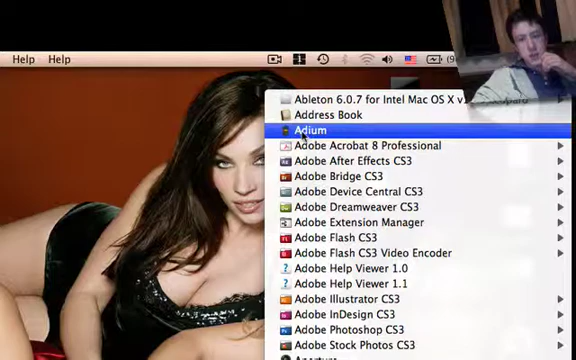 Help Help
Ableton 6.0.7 for Intel Mac OS X
Address Book
Adium
Adobe Acrobat 8 Professional
Adobe After Effects CS3
Adobe Bridge CS3
Adobe Device Central CS3
Adobe Dreamweaver CS3
Adobe Extension Manager
Adobe Flash CS3
Adobe Flash CS3 Video Encoder
Adobe Help Viewer 1.0
Adobe Help Viewer 1.1
Adobe Illustrator CS3
Adobe InDesign CS3
Adobe Photoshop CS3
Adobe Stock Photos CS3